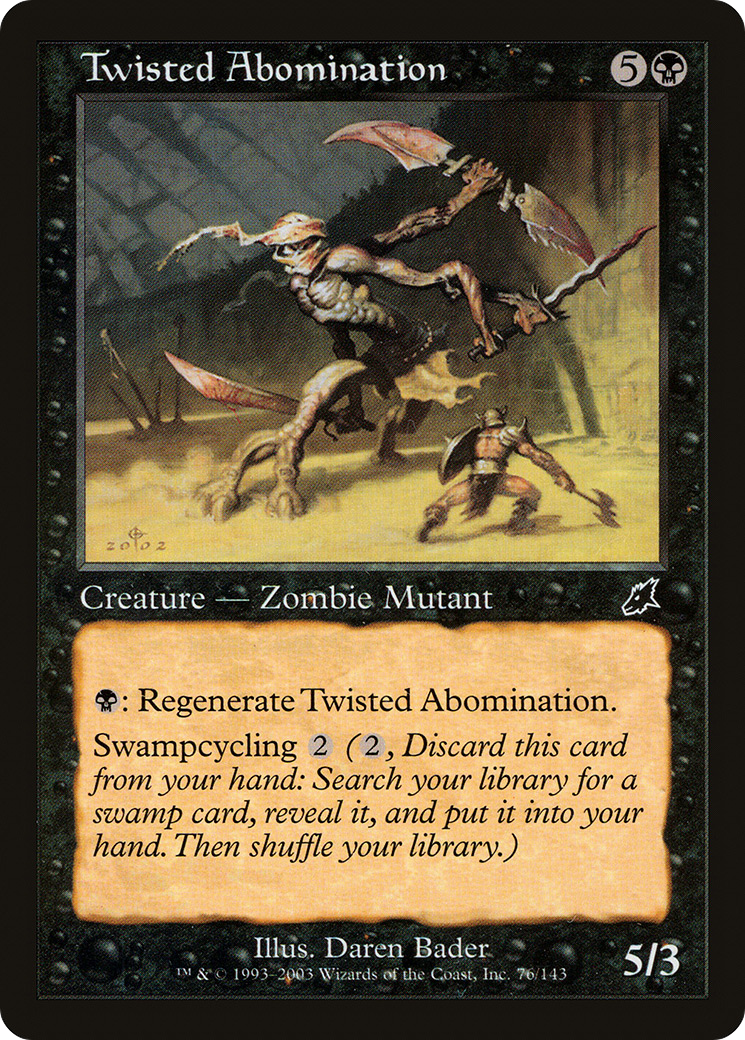 Twisted Abomination 5
2002
Creature — Zombie Mutant
: Regenerate Twisted Abomination.
Swampcycling 2 (2, Discard this card
from your hand: Search your library for a
swamp card, reveal it, and put it into your
hand. Then shuffle your library.)
Illus. Daren Bader
™ & © 1993-2003 Wizards of the Coast, Inc. 76/143
5/3